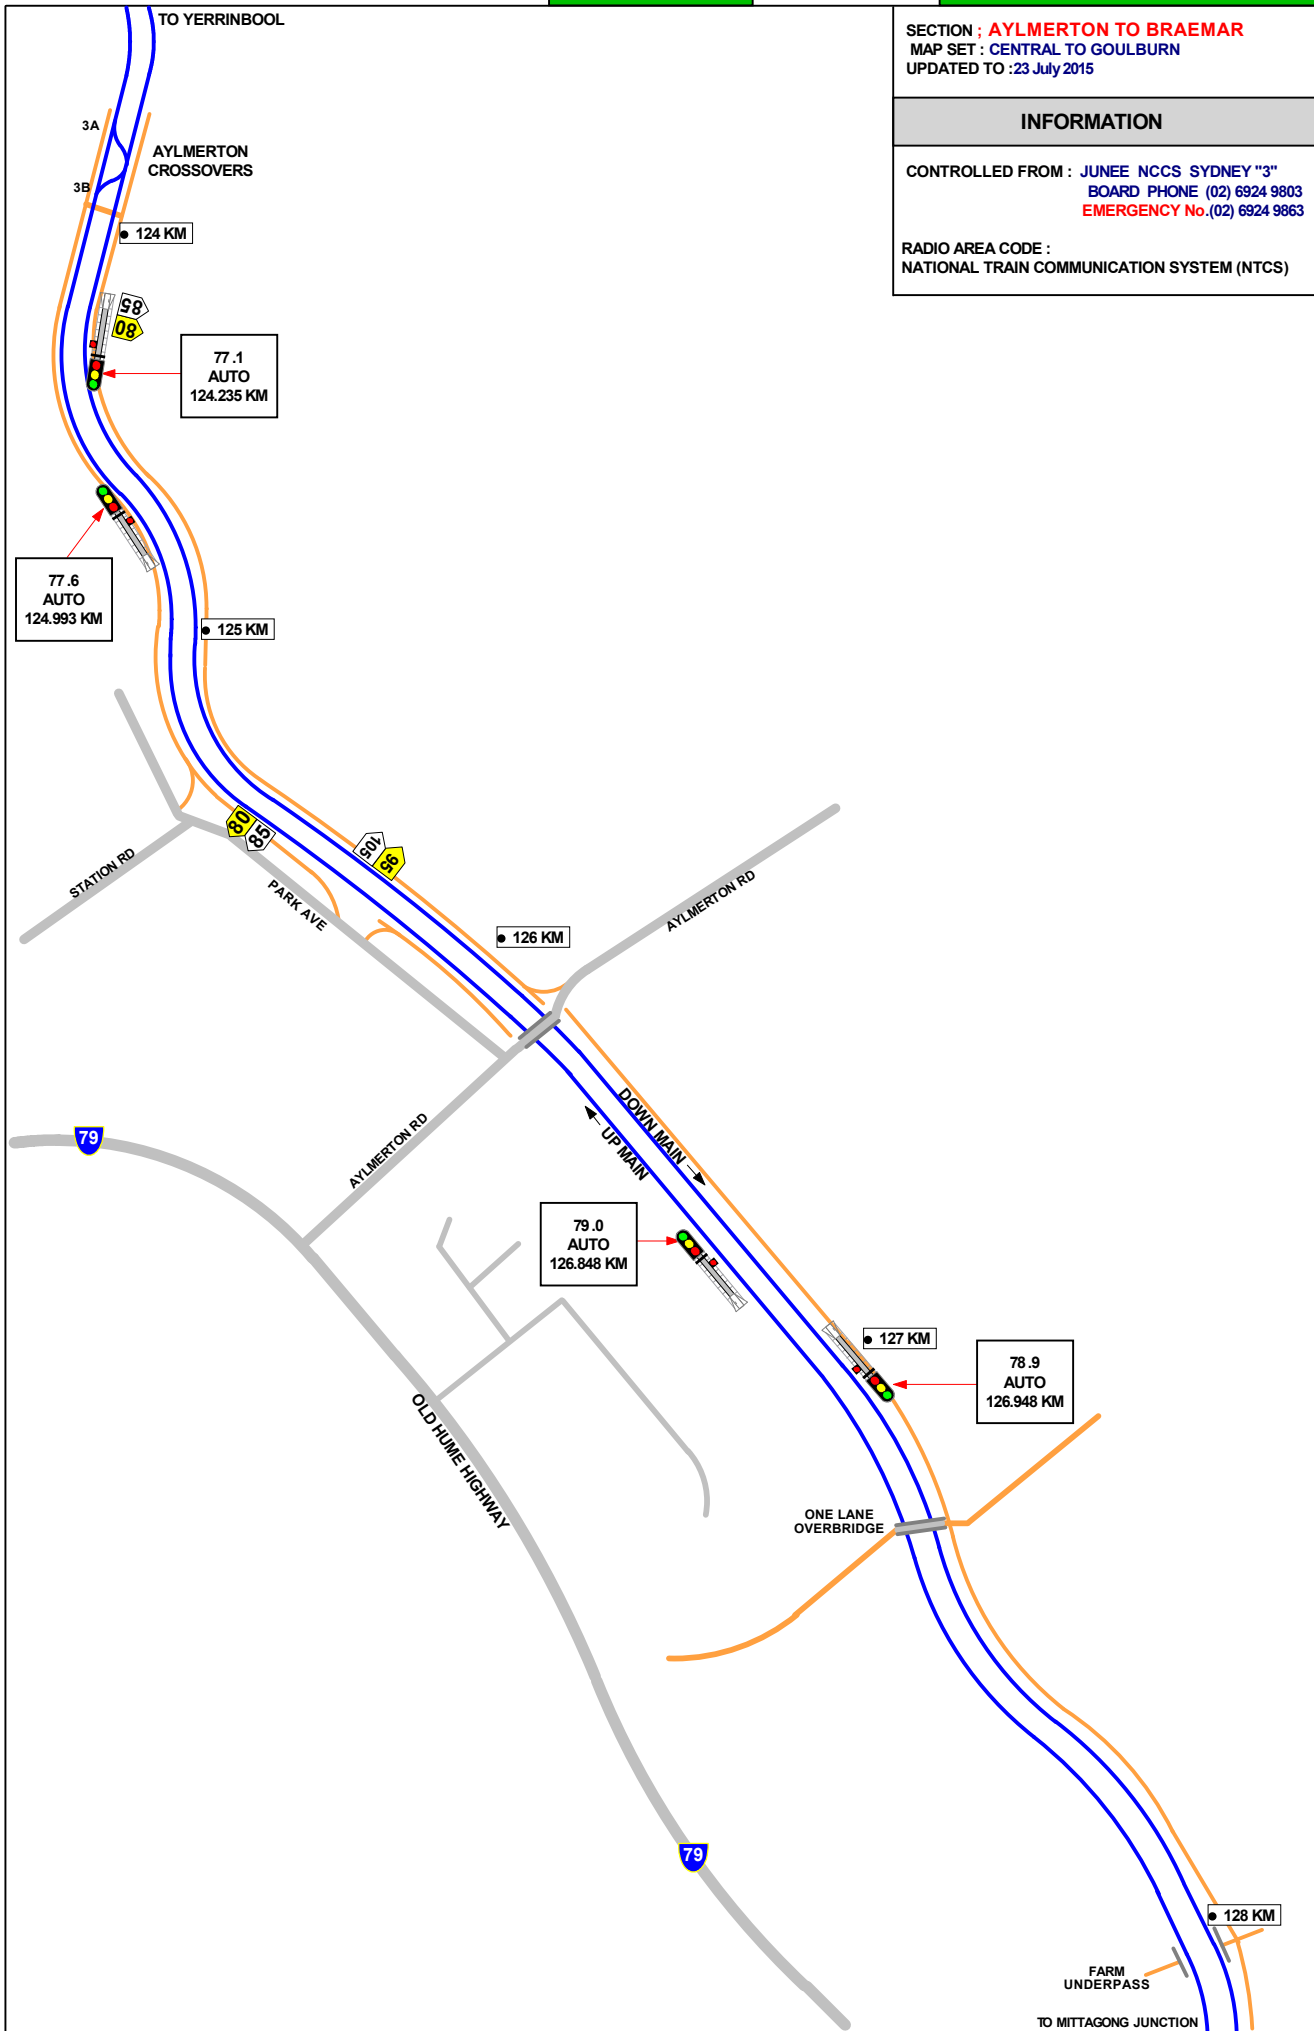 TO YERRINBOOL
SECTION ; AYLMERTON TO BRAEMAR
MAP SET : CENTRAL TO GOULBURN
UPDATED TO :23 July 2015
INFORMATION
CONTROLLED FROM : JUNEE NCCS SYDNEY "3"
BOARD PHONE (02) 6924 9803
EMERGENCY No.(02) 6924 9863
RADIO AREA CODE :
NATIONAL TRAIN COMMUNICATION SYSTEM (NTCS)
3A
AYLMERTON
CROSSOVERS
3B
124 KM
85
80
77.1
AUTO
124.235 KM
77.6
AUTO
124.993 KM
125 KM
80
85
105
95
STATION RD
PARK AVE
AYLMERTON RD
126 KM
DOWN MAIN
UP MAIN
79
AYLMERTON RD
79.0
AUTO
126.848 KM
127 KM
78.9
AUTO
126.948 KM
OLD HUME HIGHWAY
ONE LANE
OVERBRIDGE
79
128 KM
FARM
UNDERPASS
TO MITTAGONG JUNCTION